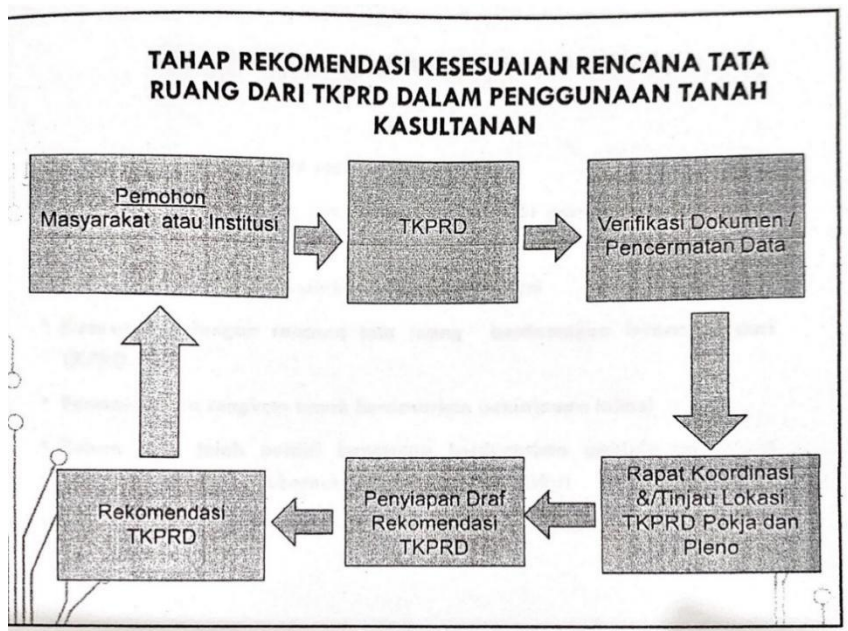 TAHAP REKOMENDASI KESESUAIAN RENCANA TATA
RUANG DARI TKPRD DALAM PENGGUNAAN TANAH
KASULTANAN
Pemohon
Masyarakat atau Institusi
TKPRD
Verifikasi Dokumen /
Pencermatan Data
Rapat Koordinasi
&/Tinjau Lokasi
TKPRD Pokja dan
Pleno
Penyiapan Draf
Rekomendasi
TKPRD
Rekomendasi
TKPRD